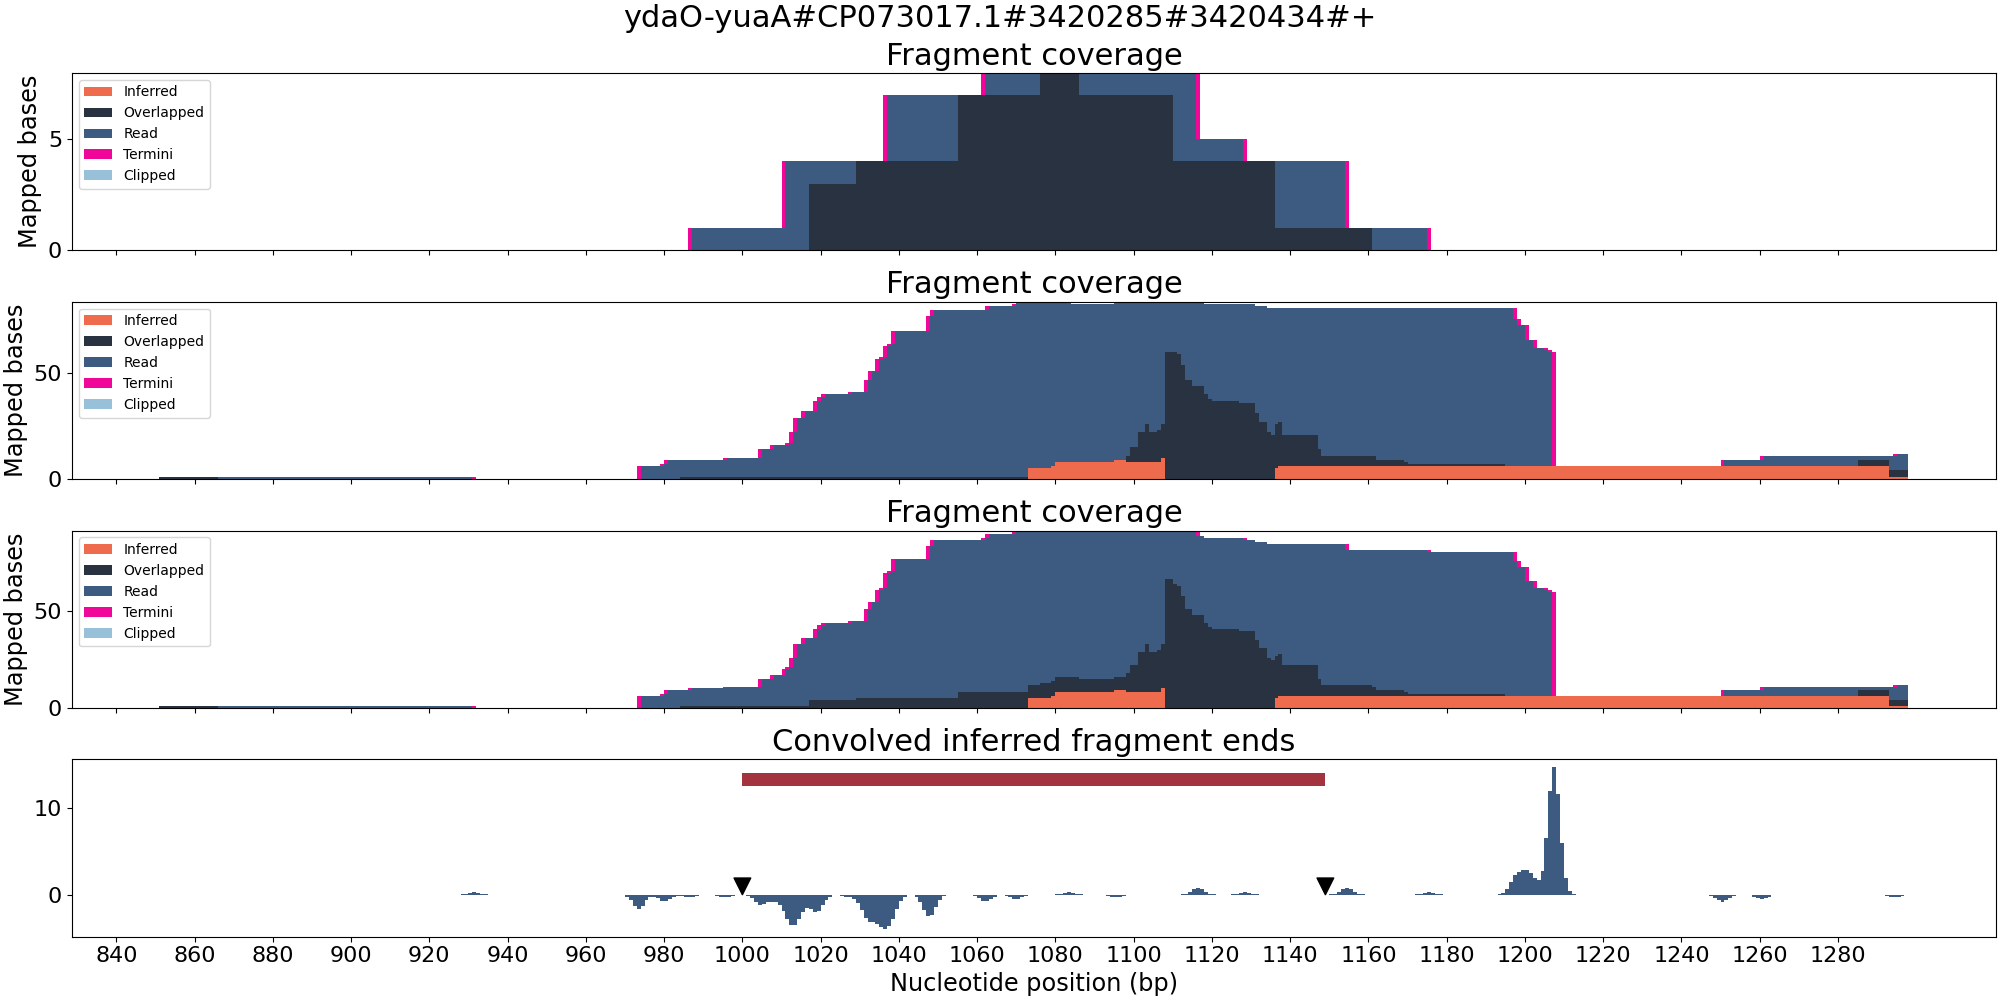 ydaO-yuaA#CP073017.1#3420285#3420434#+
Fragment coverage
Mapped bases
5
0
Inferred
Overlapped
Read
Termini
Clipped
Fragment coverage
Mapped bases
50
0
Inferred
Overlapped
Read
Termini
Clipped
Fragment coverage
Mapped bases
50
0
Inferred
Overlapped
Read
Termini
Clipped
Convolved inferred fragment ends
10
0
840 860 880 900 920 940 960 980 1000 1020 1040 1060 1080 1100 1120 1140 1160 1180 1200 1220 1240 1260 1280
Nucleotide position (bp)